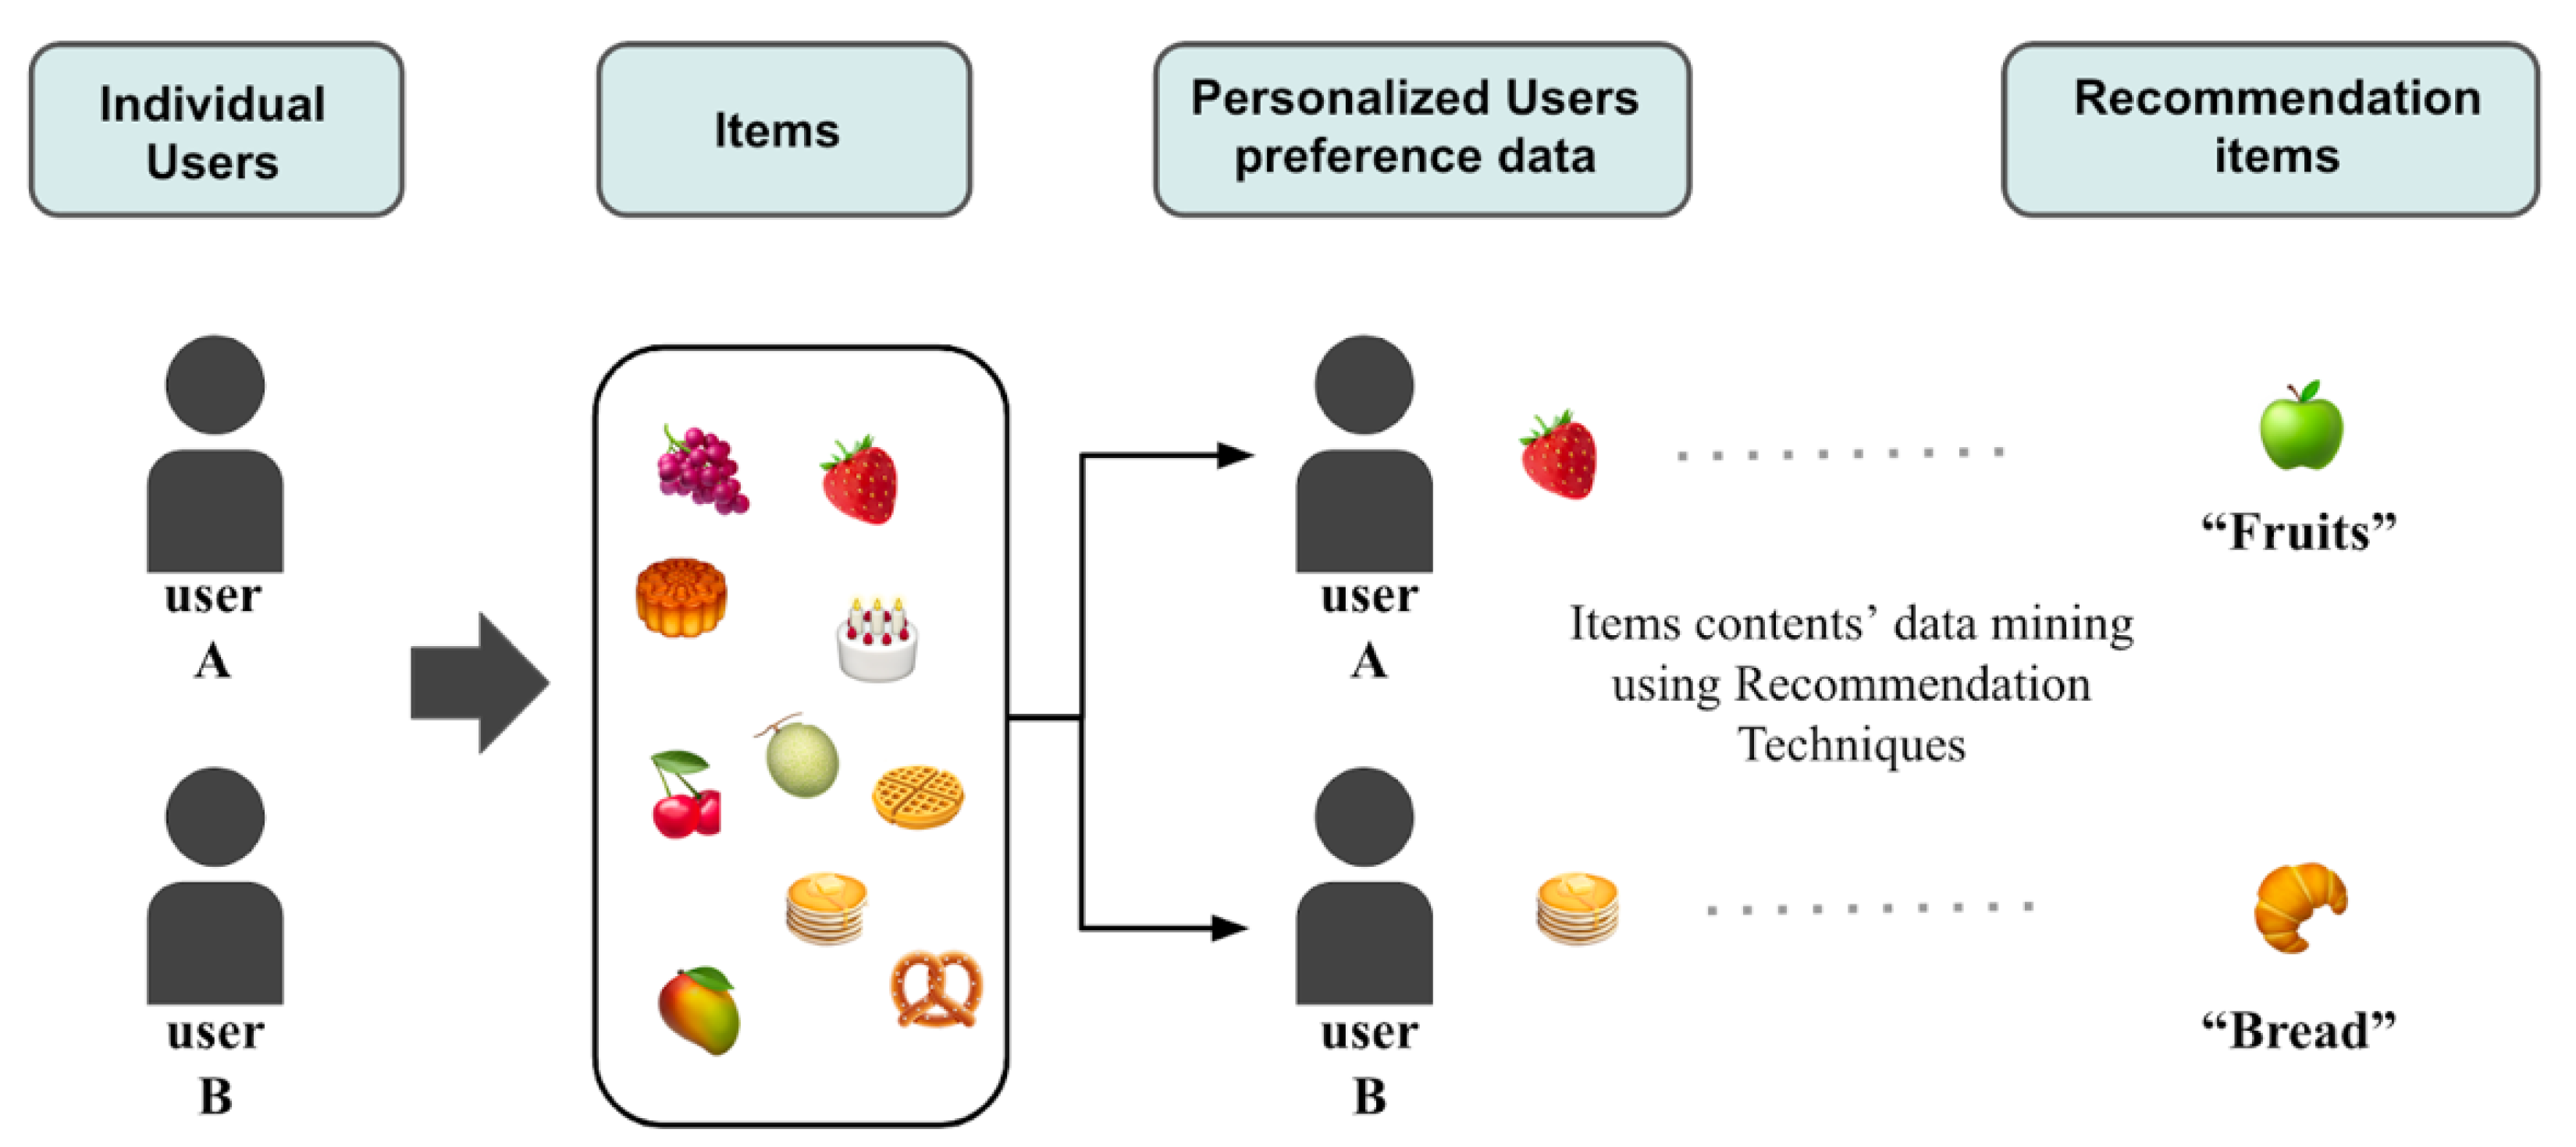 Individual
Users
Items
Personalized Users
preference data
Recommendation
items
user
A
user
B
user
A
user
B
Items contents’ data mining
using Recommendation
Techniques
“Fruits”
“Bread”